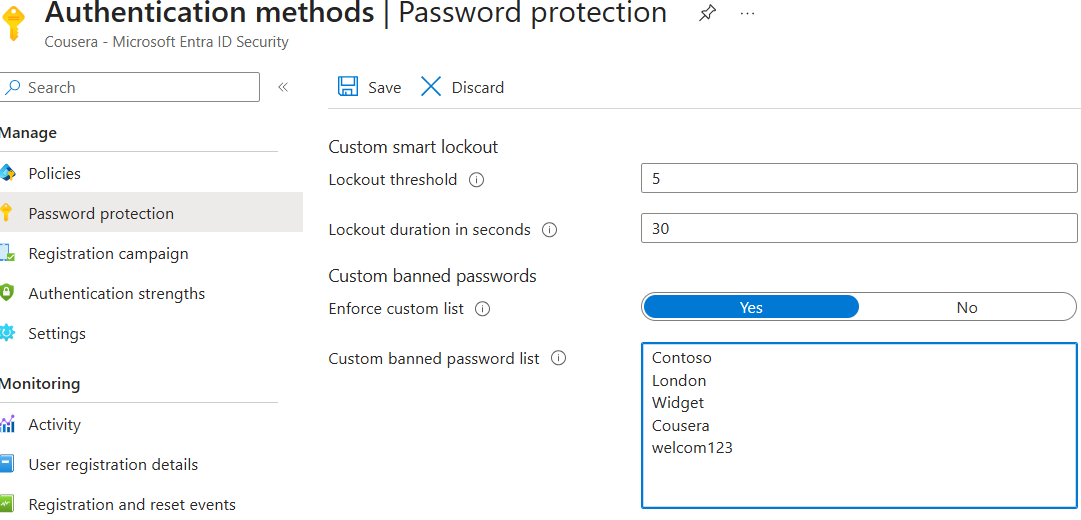 Authentication methods | Password protection
Cousera - Microsoft Entra ID Security
Search
Manage
Policies
Password protection
Registration campaign
Authentication strengths
Settings
Monitoring
Activity
User registration details
Registration and reset events
Save
Discard
Custom smart lockout
Lockout threshold
5
Lockout duration in seconds
30
Custom banned passwords
Enforce custom list
Yes
No
Custom banned password list
Contoso
London
Widget
Cousera
welcom123